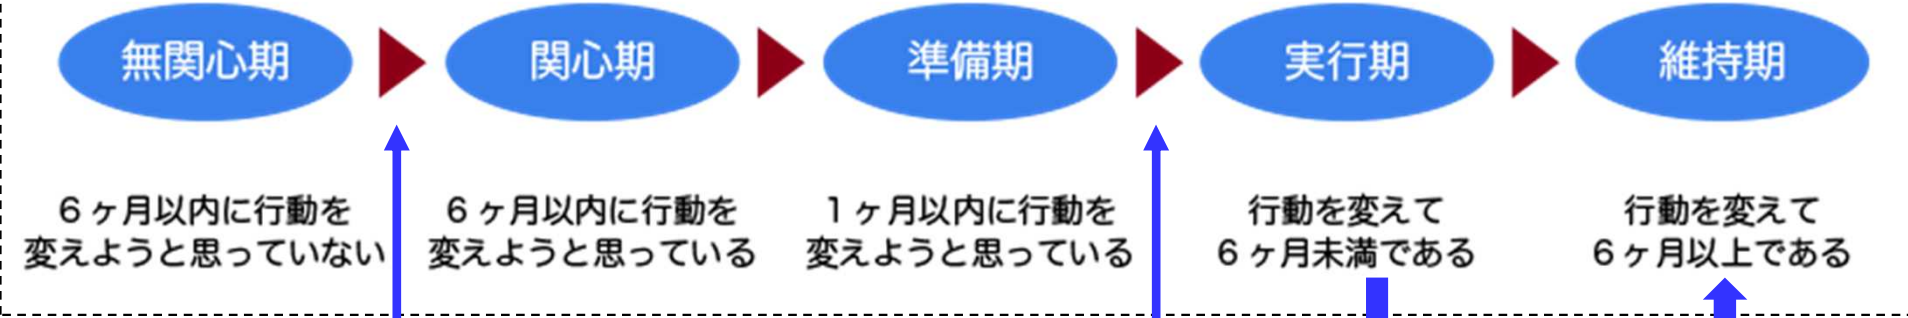 無関心期
関心期
準備期
実行期
維持期
6ヶ月以内に行動を
変えようと思っていない
6ヶ月以内に行動を
変えようと思っている
1ヶ月以内に行動を
変えようと思っている
行動を変えて
6ヶ月未満である
行動を変えて
6ヶ月以上である